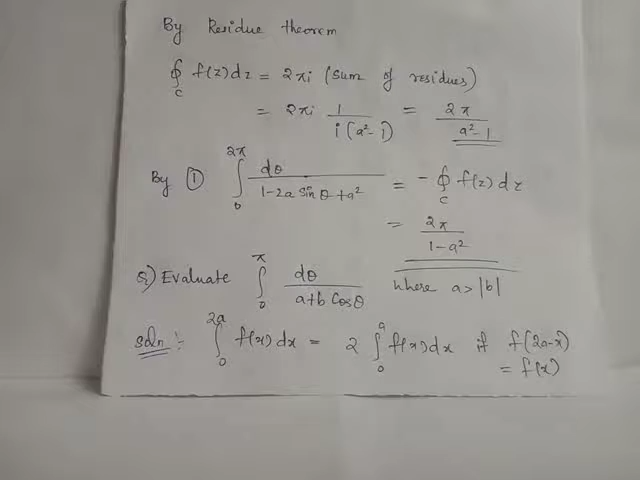 By Residue theorem
∮_C f(z) dz = 2πi (Sum of residues)
= 2πi 1/(i(a²-1)) = 2π/(a²-1)
By ① ∫_0^{2π} dθ/(1-2a sin θ + a²) = - ∮_C f(z) dz
= 2π/(1-a²)
Q) Evaluate ∫_0^π dθ/(a+b cos θ) where a>|b|
Soln :- ∫_0^{2a} f(x) dx = 2 ∫_0^a f(x) dx if f(2a-x)
= f(x)